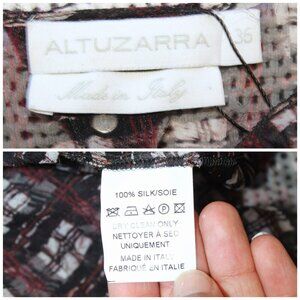 ALTUZARRA 36
Made in Italy
100% SILK/SOIE
DRY CLEAN ONLY
NETTOYER A SEC
UNIQUEMENT.
MADE IN ITALY
FABRIQUE EN ITALIE